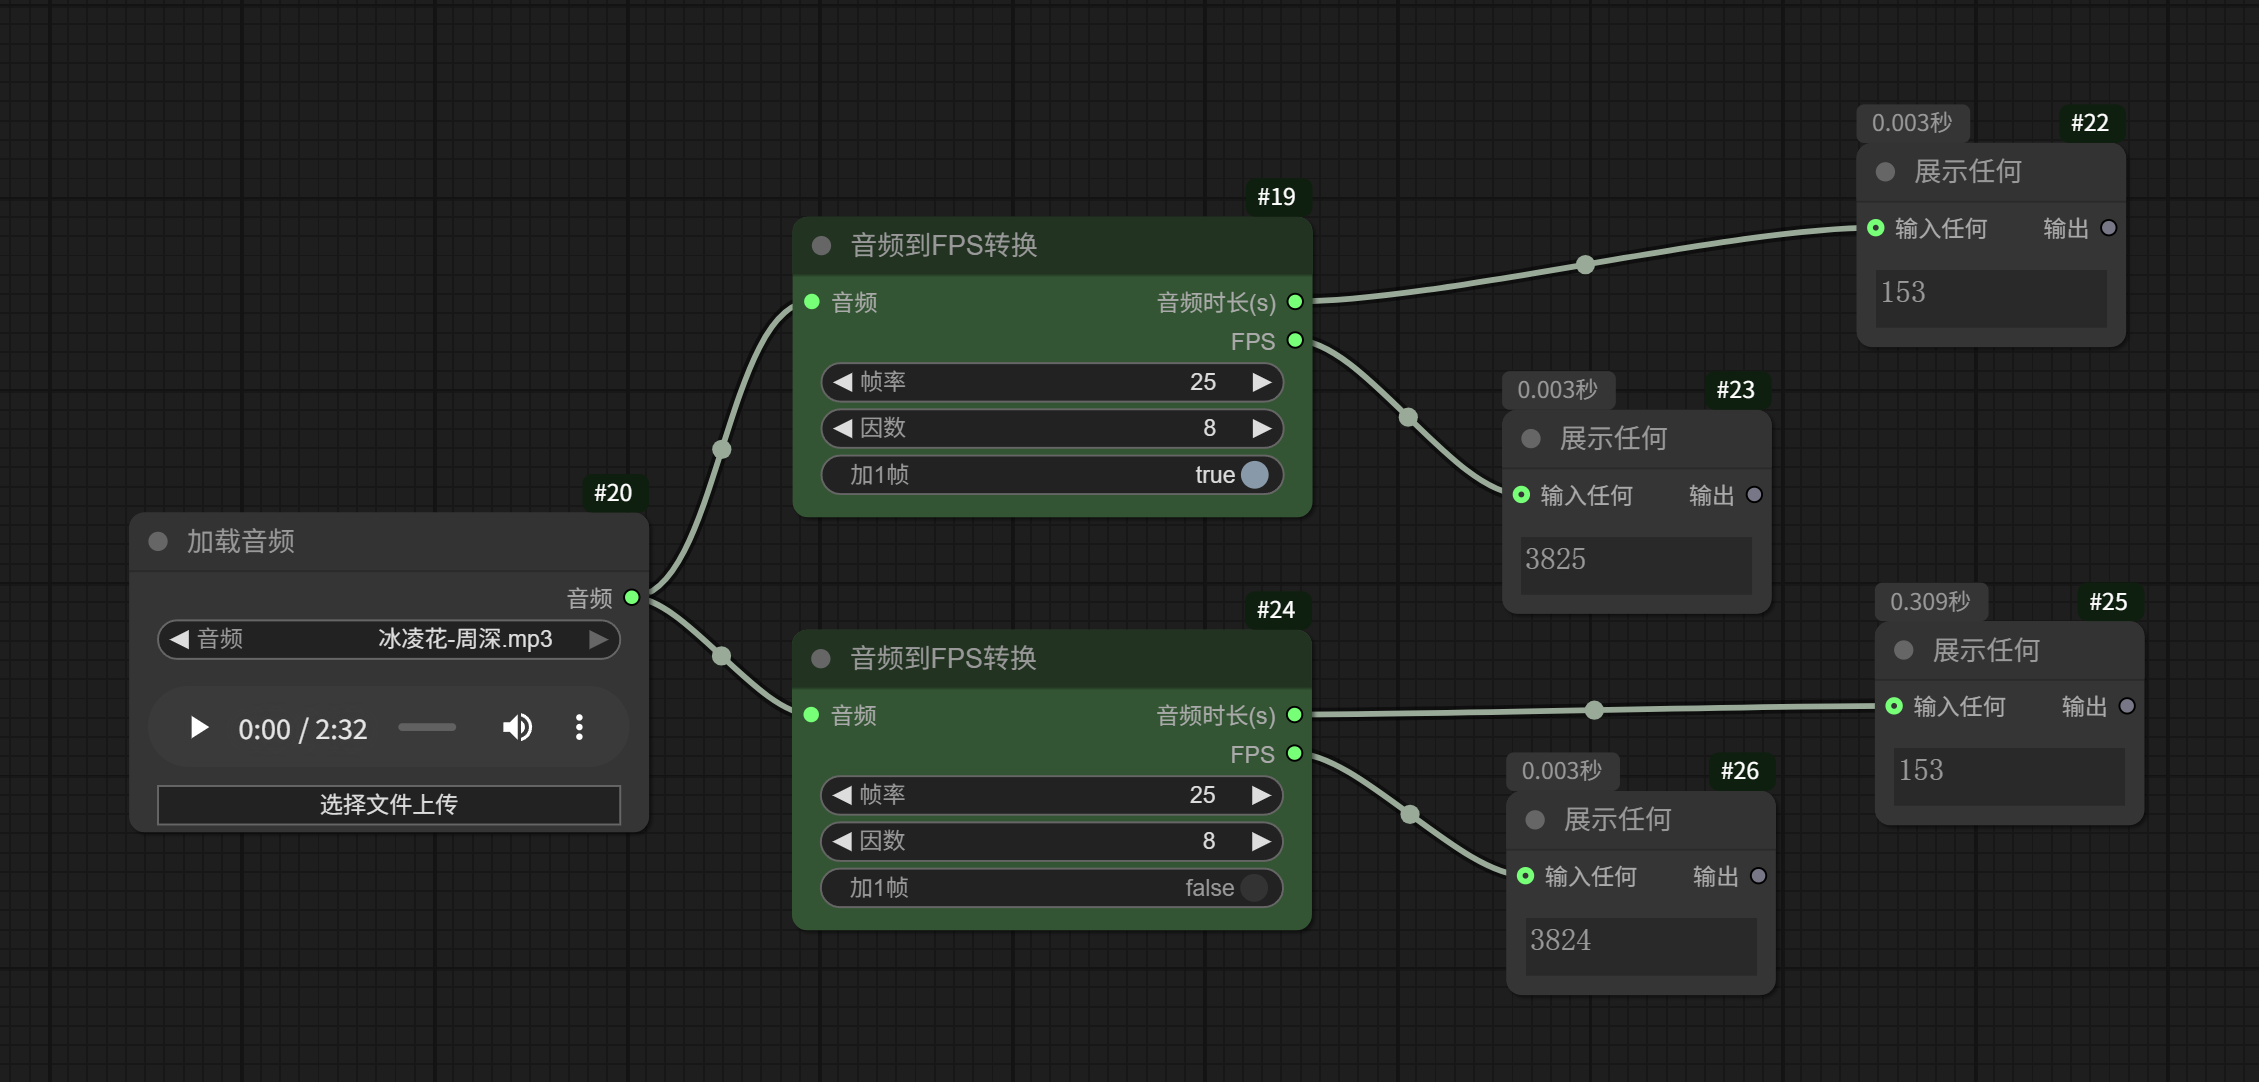 #20
加载音频
音频
音频 冰凌花-周深.mp3
0:00 / 2:32
选择文件上传
#19
音频到FPS转换
音频 音频时长(s)
FPS
帧率 25
因数 8
加1帧 true
#24
音频到FPS转换
音频 音频时长(s)
FPS
帧率 25
因数 8
加1帧 false
0.003秒 #22
展示任何
输入任何 输出
153
0.003秒 #23
展示任何
输入任何 输出
3825
0.309秒 #25
展示任何
输入任何 输出
153
0.003秒 #26
展示任何
输入任何 输出
3824